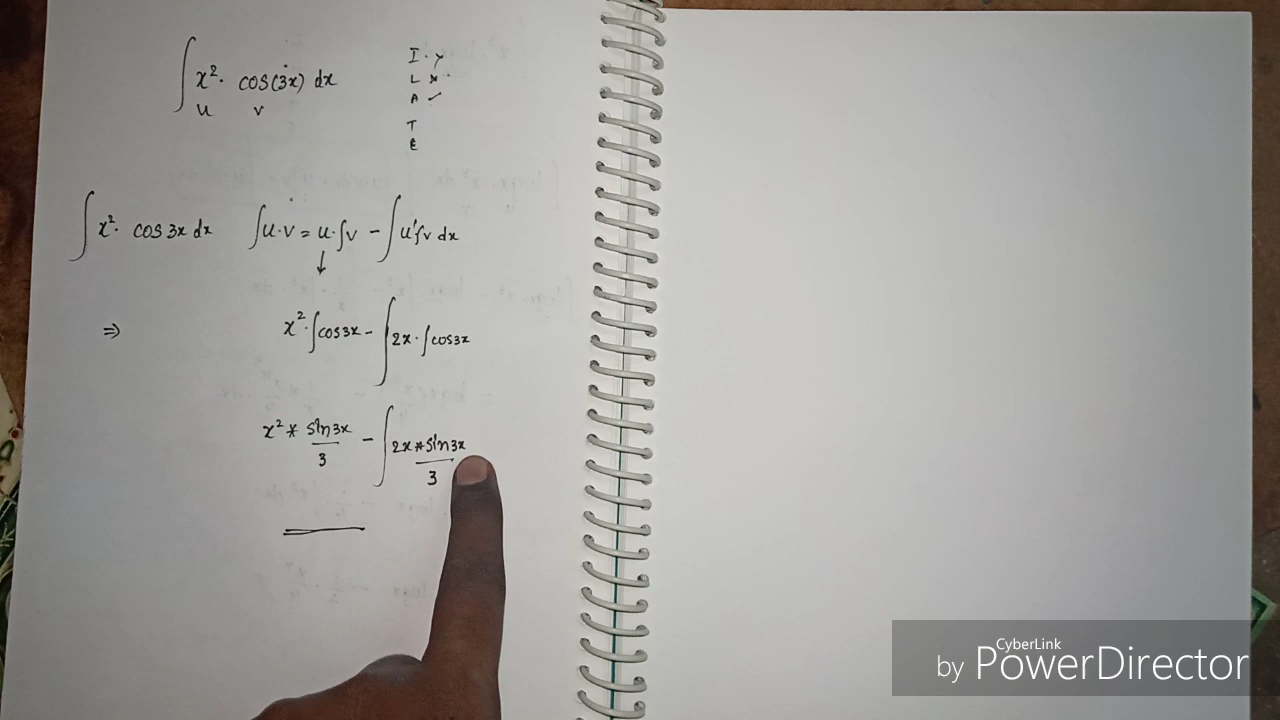 ∫ x². cos(3x) dx
u v
I. y
L x.
A ✓
T
E
∫ x². cos 3x dx ∫u.v = u.∫v - ∫u'∫v dx
↓
⇒ x².∫cos3x - ∫2x.∫cos3x
x² * sin3x/3 - ∫2x*sin3x/3
CyberLink
by PowerDirector